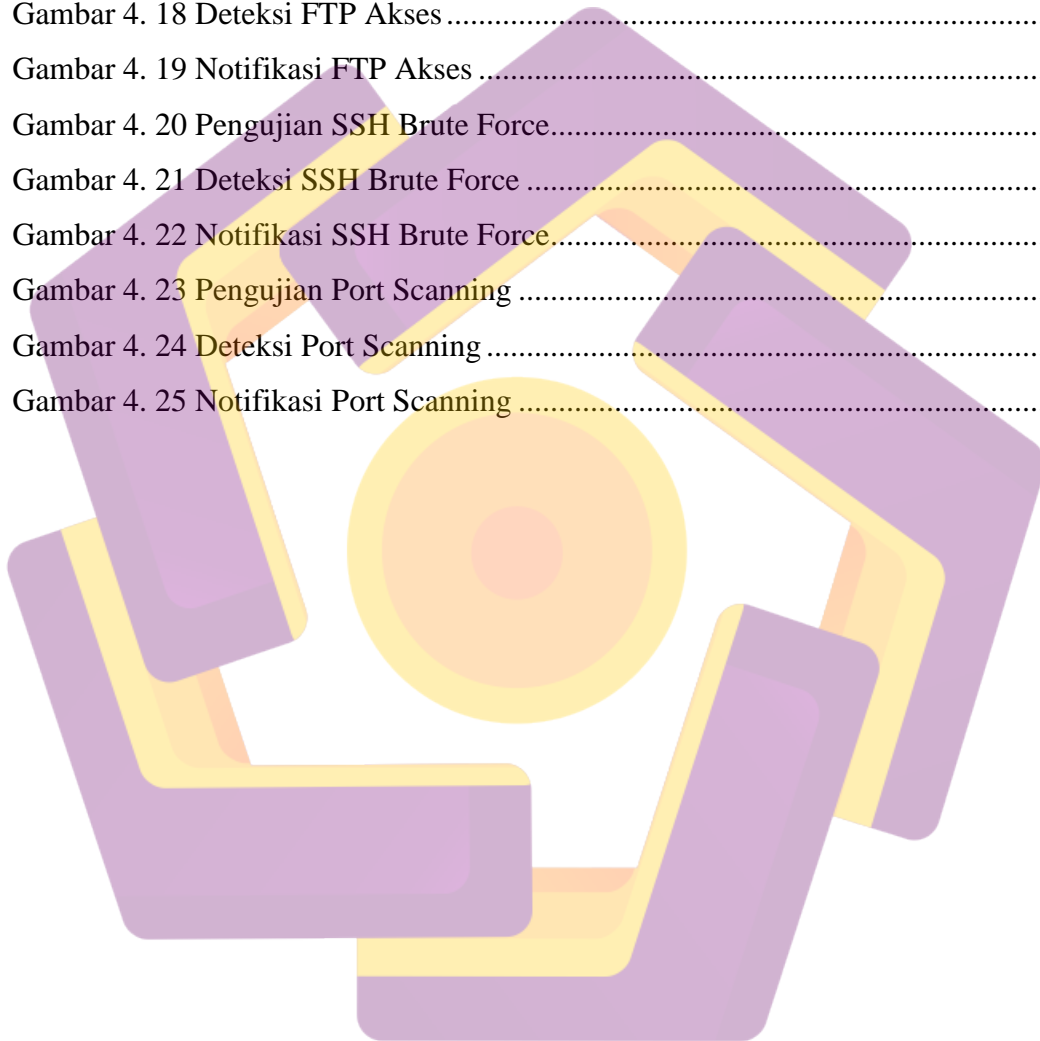 Gambar 4. 18 Deteksi FTP Akses ........................................................................
Gambar 4. 19 Notifikasi FTP Akses ....................................................................
Gambar 4. 20 Pengujian SSH Brute Force...........................................................
Gambar 4. 21 Deteksi SSH Brute Force ..............................................................
Gambar 4. 22 Notifikasi SSH Brute Force...........................................................
Gambar 4. 23 Pengujian Port Scanning ...............................................................
Gambar 4. 24 Deteksi Port Scanning ...................................................................
Gambar 4. 25 Notifikasi Port Scanning ...............................................................